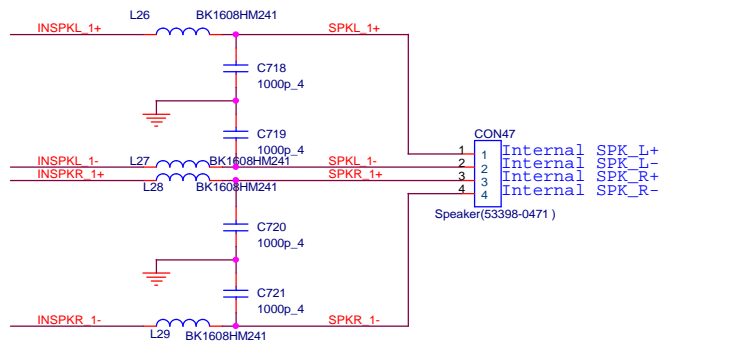 L26 BK1608HM241
INSPKL_1+ SPKL_1+
C718
1000p_4
C719
1000p_4
CON47
INSPKL_1- L27 BK1608HM241 SPKL_1-
INSPKR_1+ L28 BK1608HM241 SPKR_1+
1 1 Internal SPK_L+
2 2 Internal SPK_L-
3 3 Internal SPK_R+
4 4 Internal SPK_R-
Speaker(53398-0471 )
C720
1000p_4
C721
1000p_4
INSPKR_1- SPKR_1-
L29 BK1608HM241